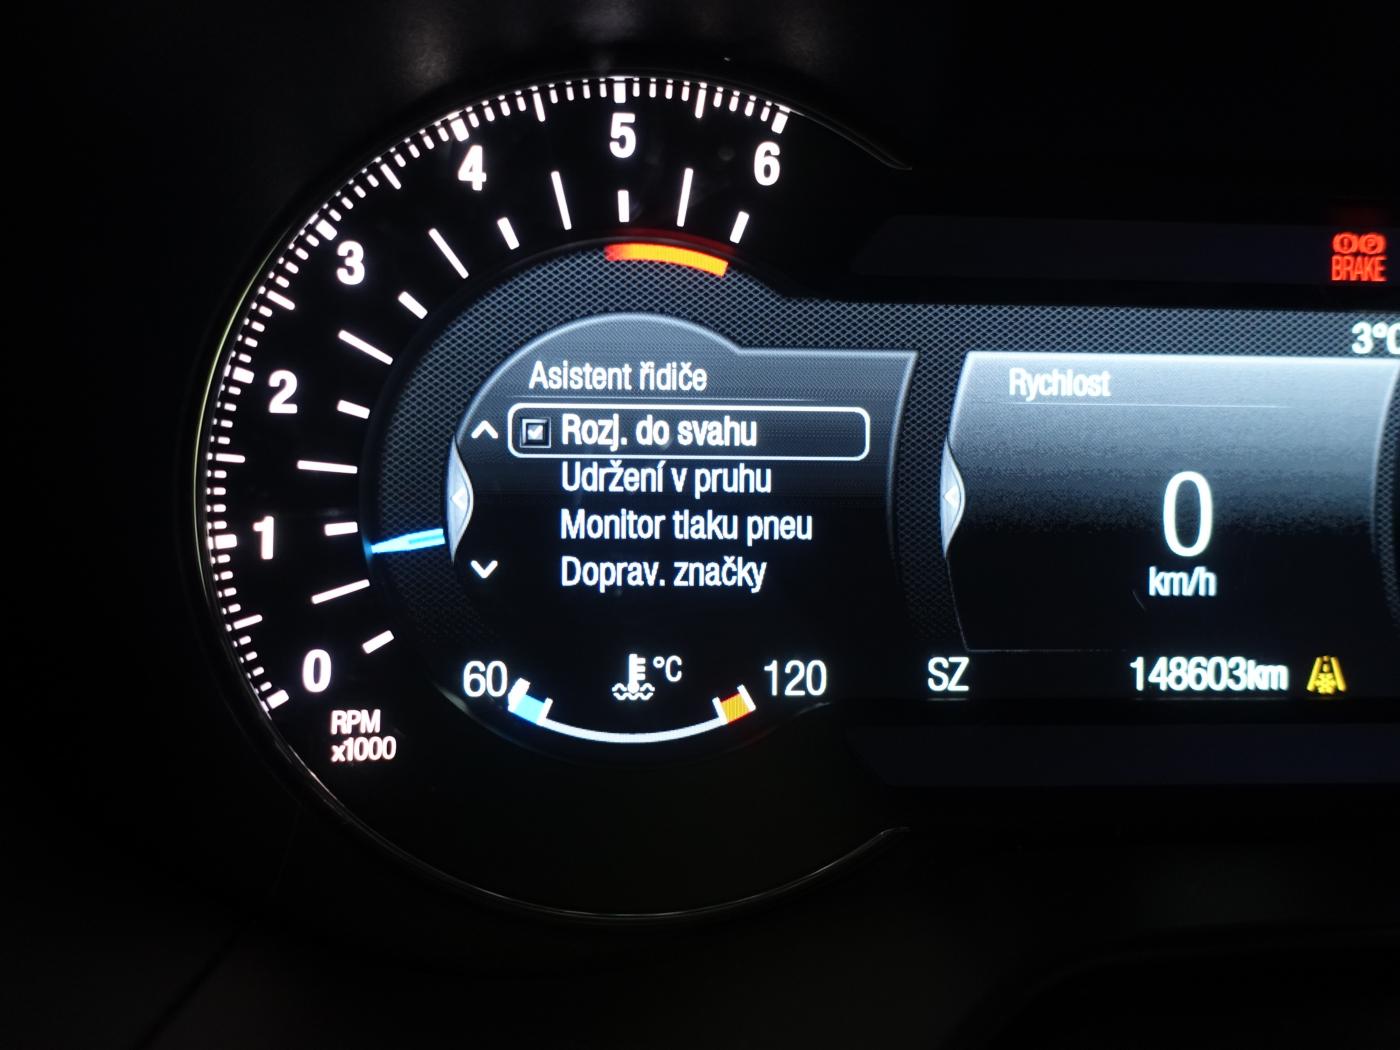 5
4
6
3
2
1
0
RPM
x1000
BRAKE
3°C
Asistent řidiče
Rozj. do svahu
Udržení v pruhu
Monitor tlaku pneu
Doprav. značky
Rychlost
0
km/h
60 °C 120
SZ
148603km